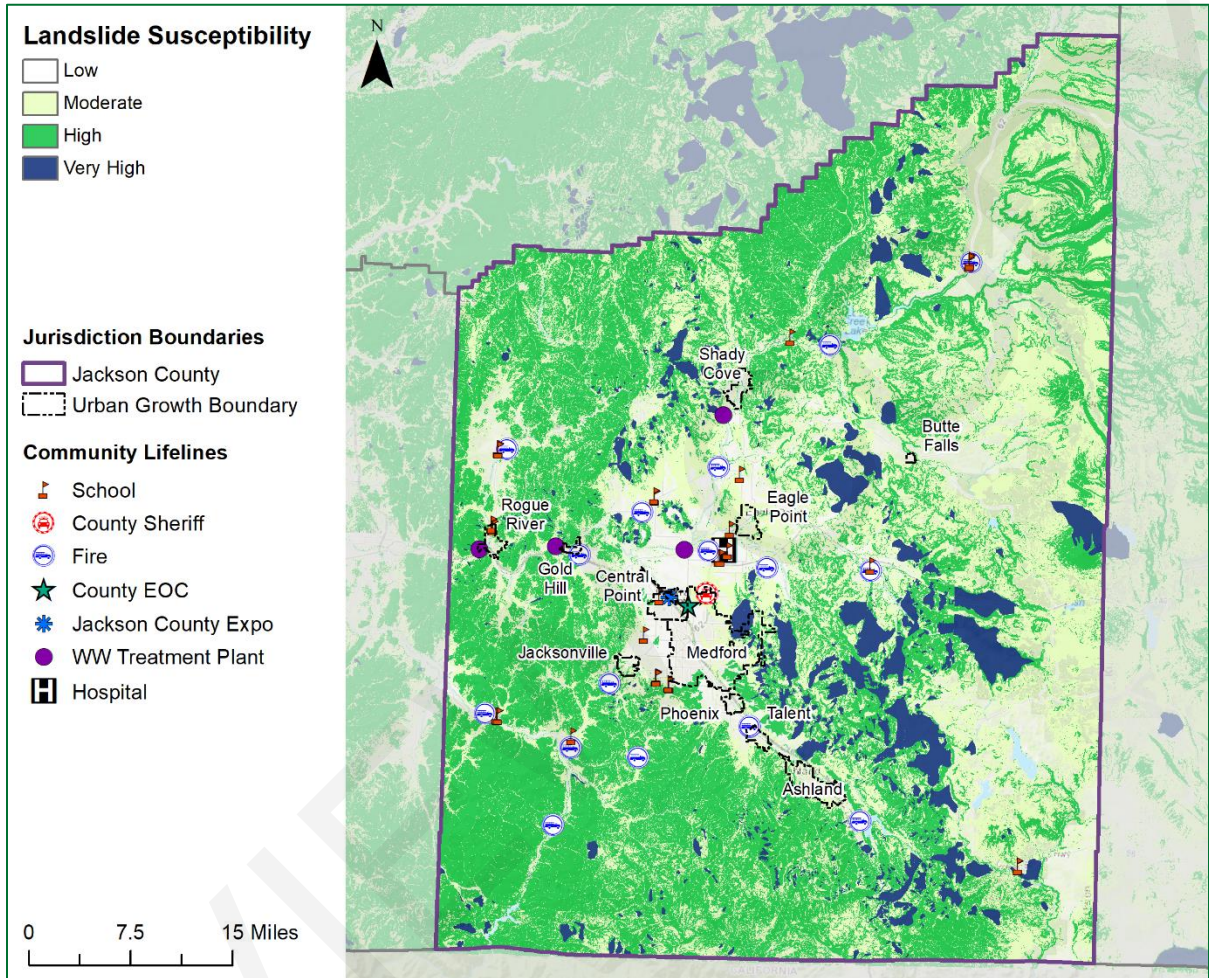 Landslide Susceptibility
Low
Moderate
High
Very High
Jurisdiction Boundaries
Jackson County
Urban Growth Boundary
Community Lifelines
School
County Sheriff
Fire
County EOC
Jackson County Expo
WW Treatment Plant
H Hospital
0 7.5 15 Miles
N
Shady
Cove
Butte
Falls
Rogue
River
Eagle
Point
Gold
Hill
Central
Point
Jacksonville
Medford
Phoenix
Talent
Ashland
CALIFORNIA